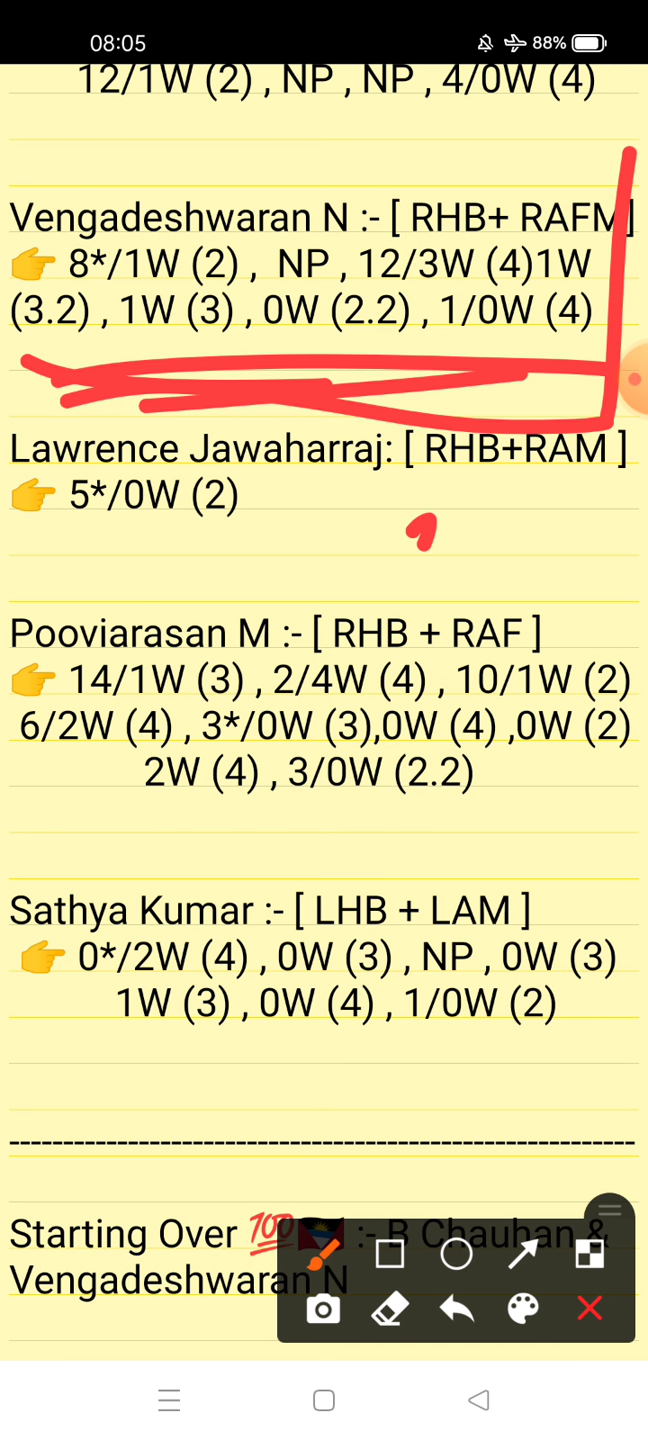 08:05 88%
12/1W (2) , NP , NP , 4/0W (4)
Vengadeshwaran N :- [ RHB+ RAFM]
👉 8*/1W (2) ,  NP , 12/3W (4)1W
(3.2) , 1W (3) , 0W (2.2) , 1/0W (4)
Lawrence Jawaharraj: [ RHB+RAM ]
👉 5*/0W (2)
Pooviarasan M :- [ RHB + RAF ]
👉 14/1W (3) , 2/4W (4) , 10/1W (2)
6/2W (4) , 3*/0W (3),0W (4) ,0W (2)
2W (4) , 3/0W (2.2)
Sathya Kumar :- [ LHB + LAM ]
👉 0*/2W (4) , 0W (3) , NP , 0W (3)
1W (3) , 0W (4) , 1/0W (2)
----------------------------------------------------------
Starting Over 💯🇦🇬 :- B Chauhan &
Vengadeshwaran N